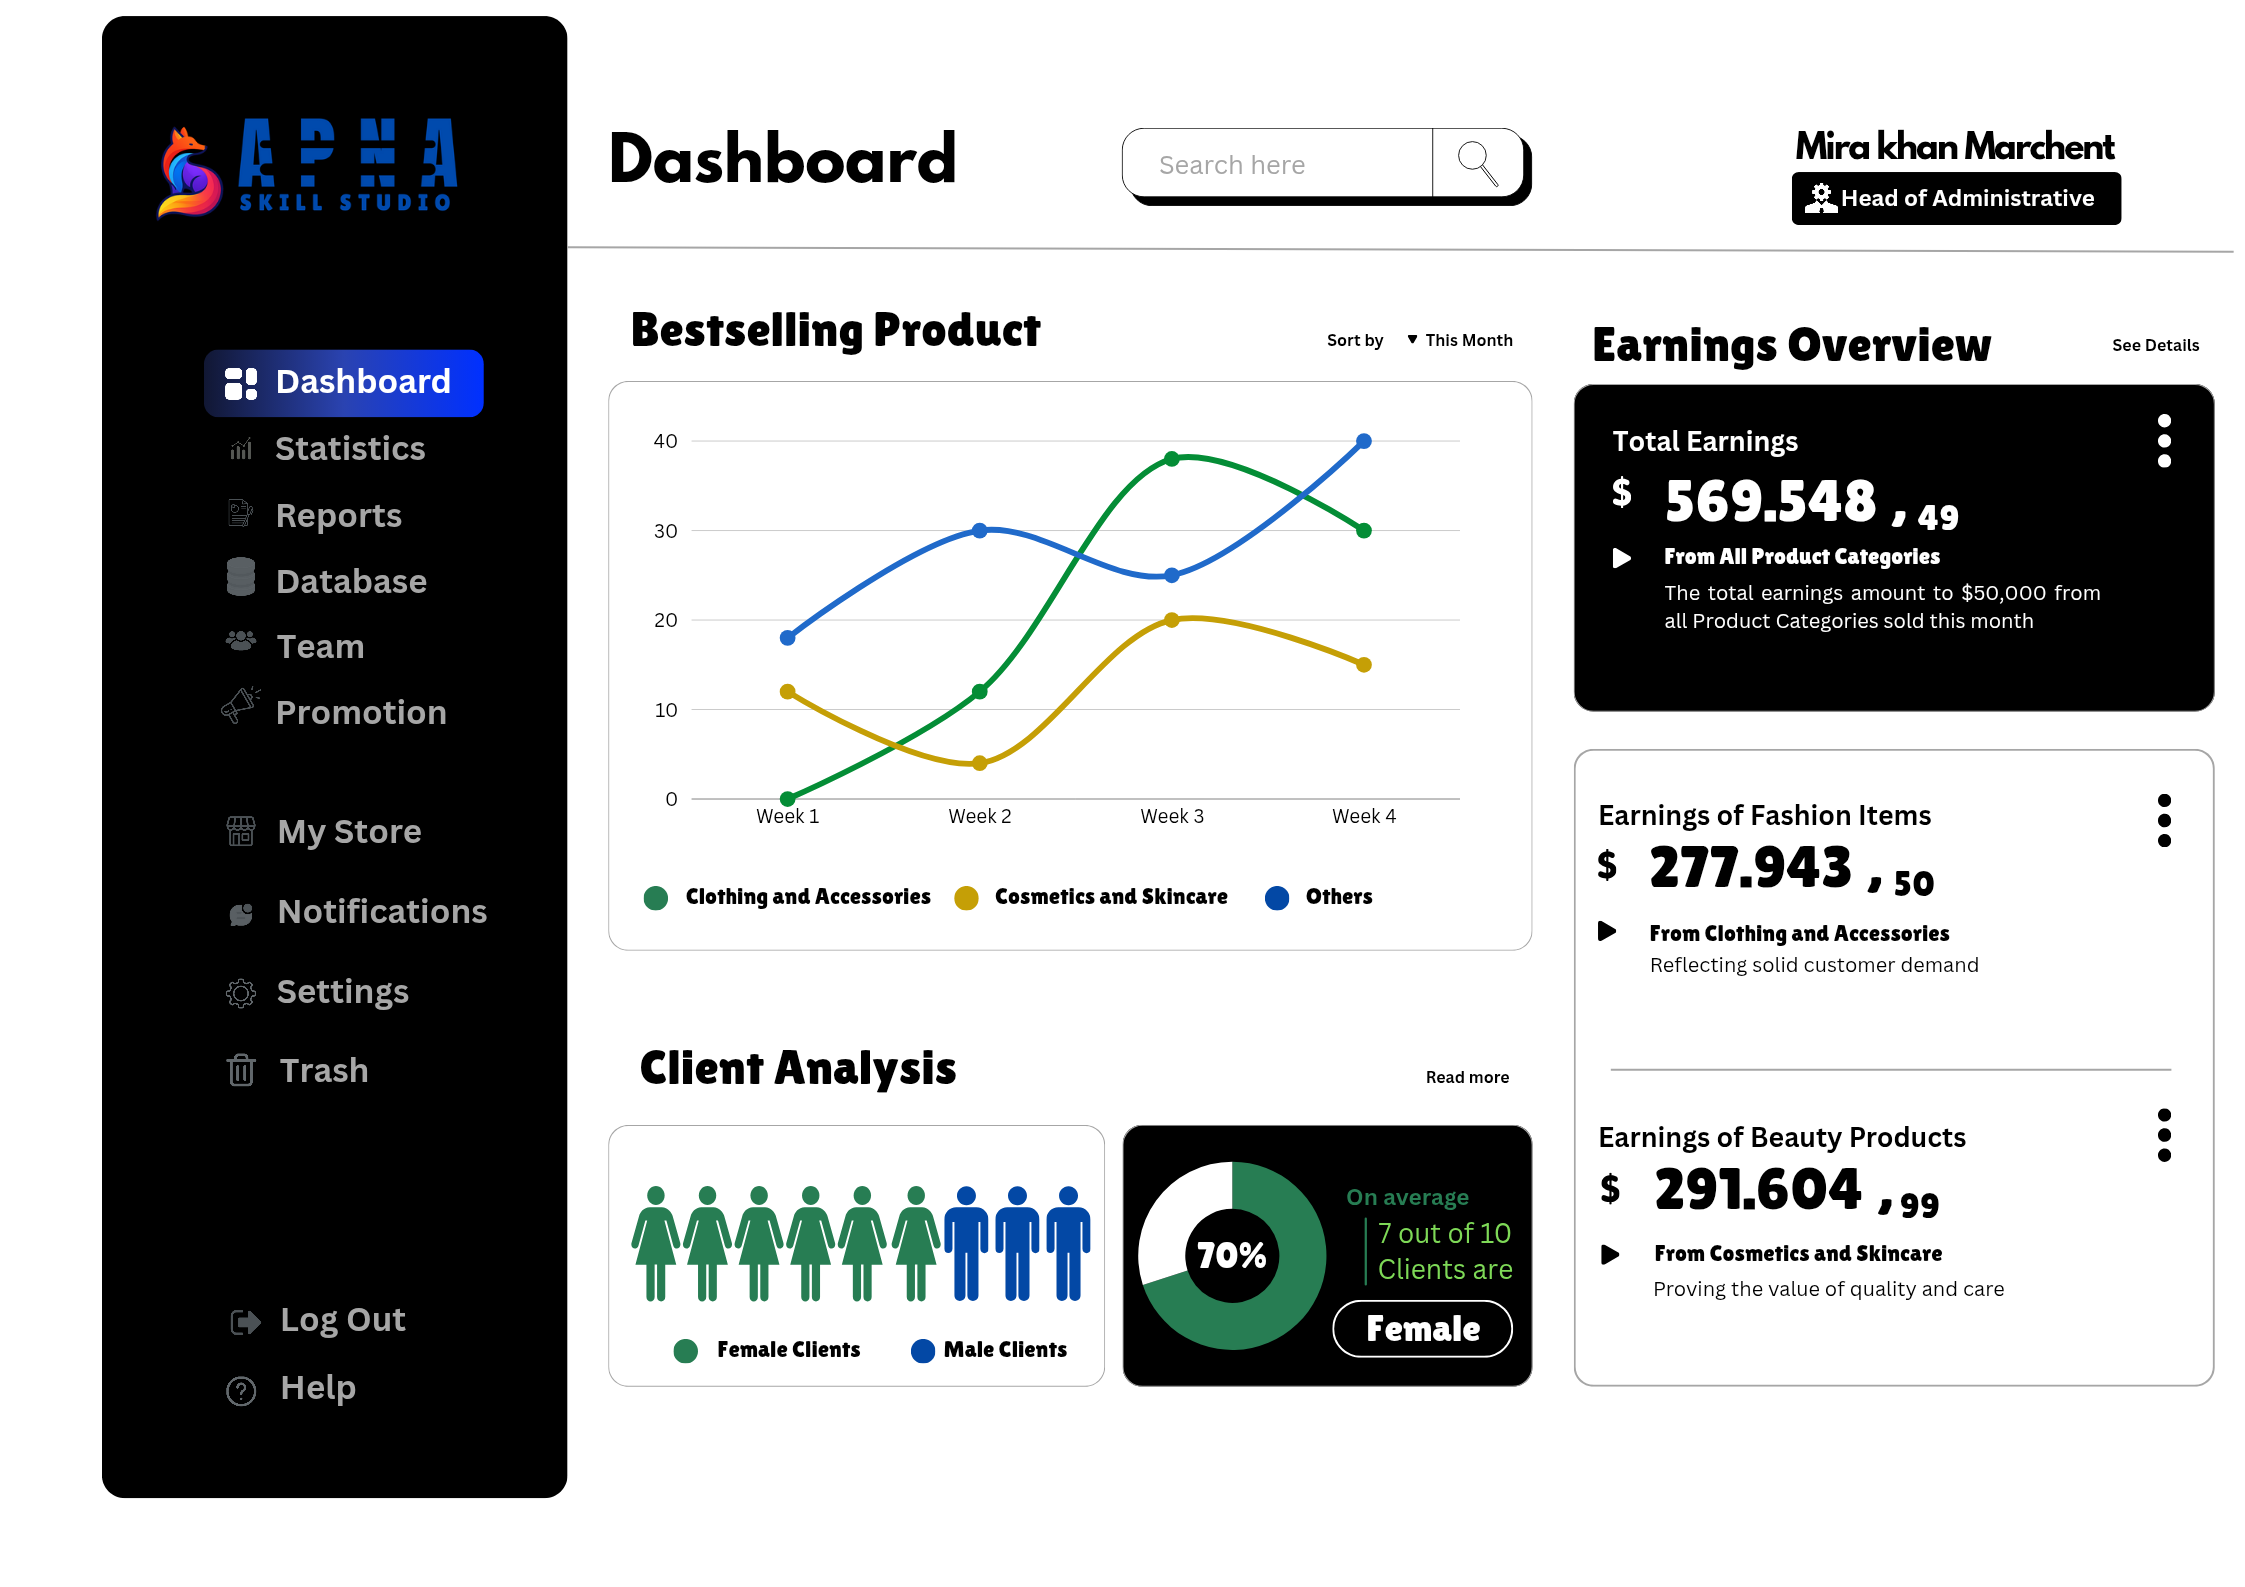 APNA
SKILL STUDIO
Dashboard
Statistics
Reports
Database
Team
Promotion
My Store
Notifications
Settings
Trash
Log Out
Help
Dashboard
Search here
Mira khan Marchent
Head of Administrative
Bestselling Product
Sort by
This Month
40
30
20
10
0
Week 1
Week 2
Week 3
Week 4
Clothing and Accessories
Cosmetics and Skincare
Others
Client Analysis
Read more
Female Clients
Male Clients
70%
On average
7 out of 10
Clients are
Female
Earnings Overview
See Details
Total Earnings
$ 569.548 , 49
From All Product Categories
The total earnings amount to $50,000 from
all Product Categories sold this month
Earnings of Fashion Items
$ 277.943 , 50
From Clothing and Accessories
Reflecting solid customer demand
Earnings of Beauty Products
$ 291.604 , 99
From Cosmetics and Skincare
Proving the value of quality and care